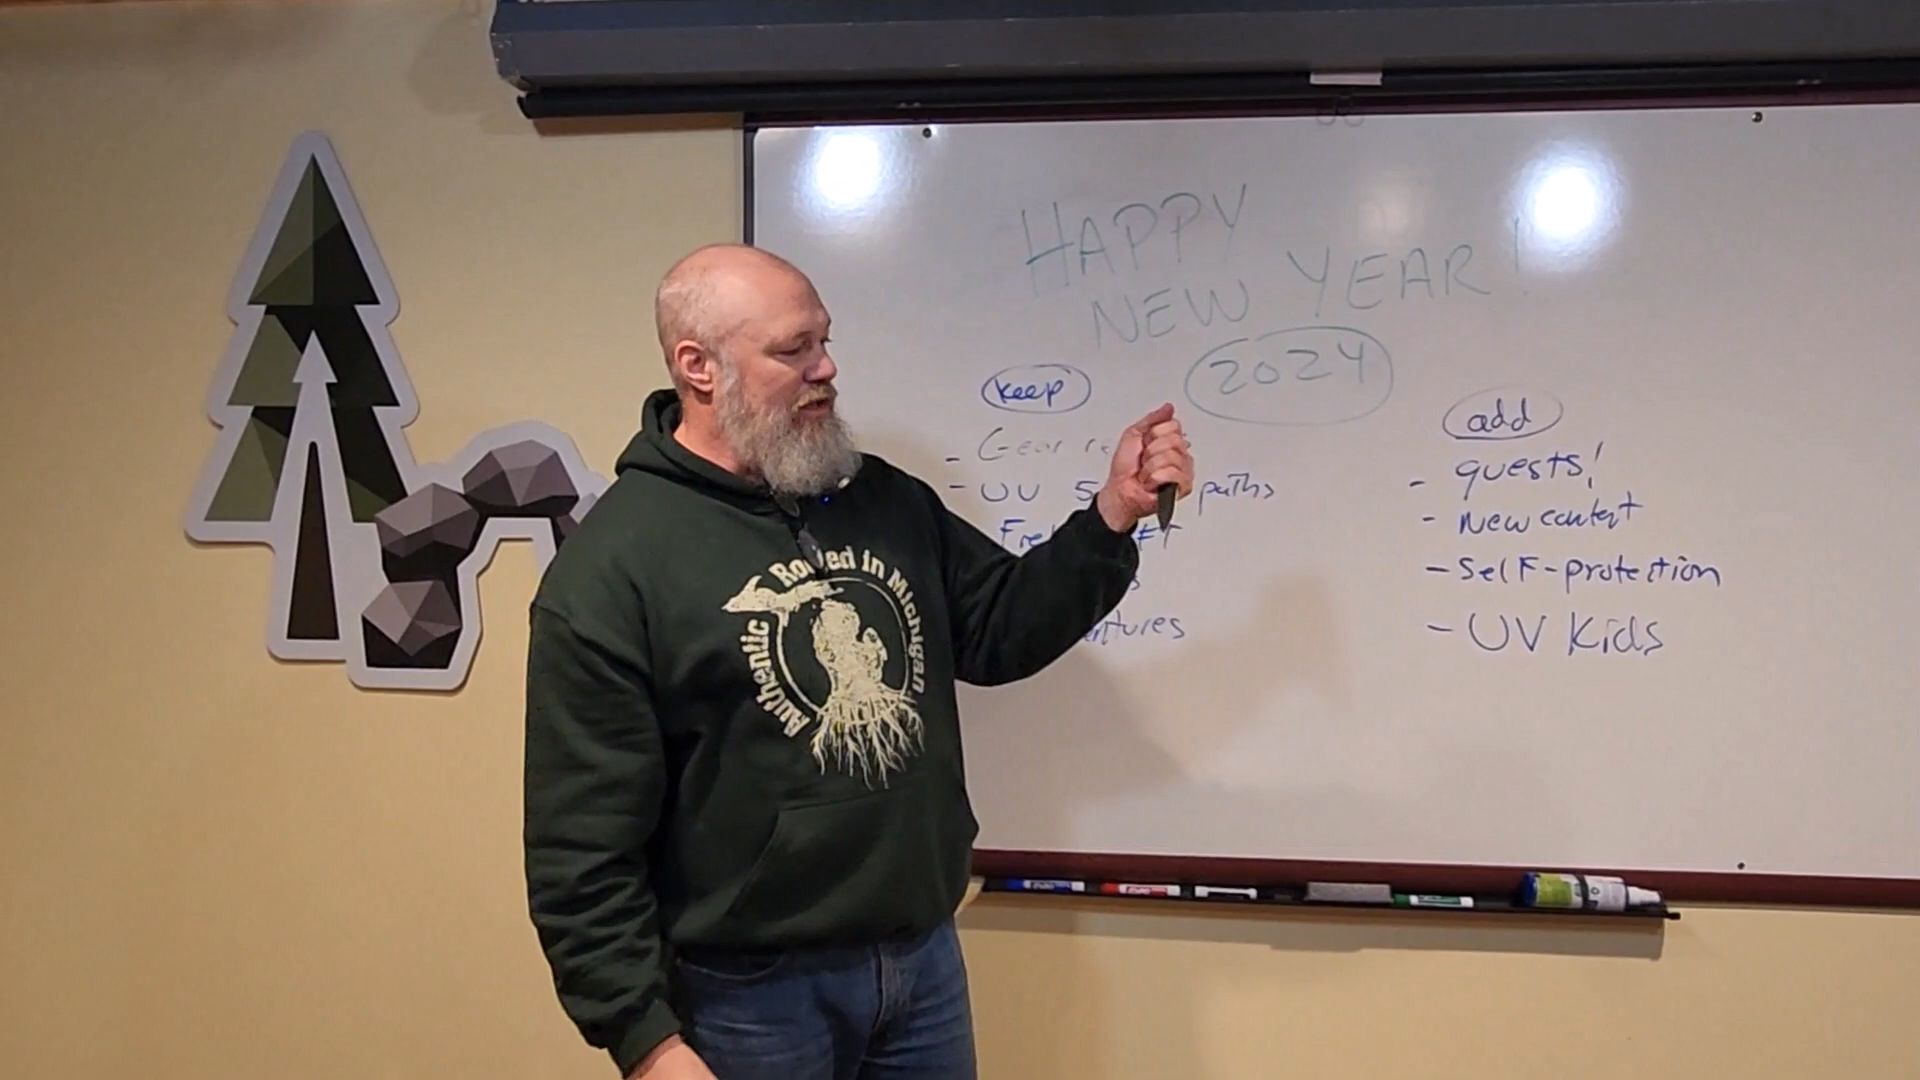 HAPPY
NEW YEAR!
2024
keep
- Gear
- UV paths
add
- guests!
- New content
- Self-protection
- UV Kids
Authentic Rooted in Michigan